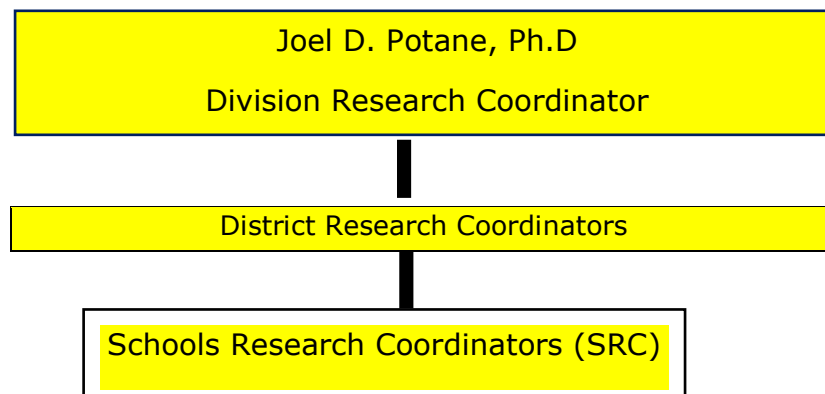 Joel D. Potane, Ph.D
Division Research Coordinator
District Research Coordinators
Schools Research Coordinators (SRC)